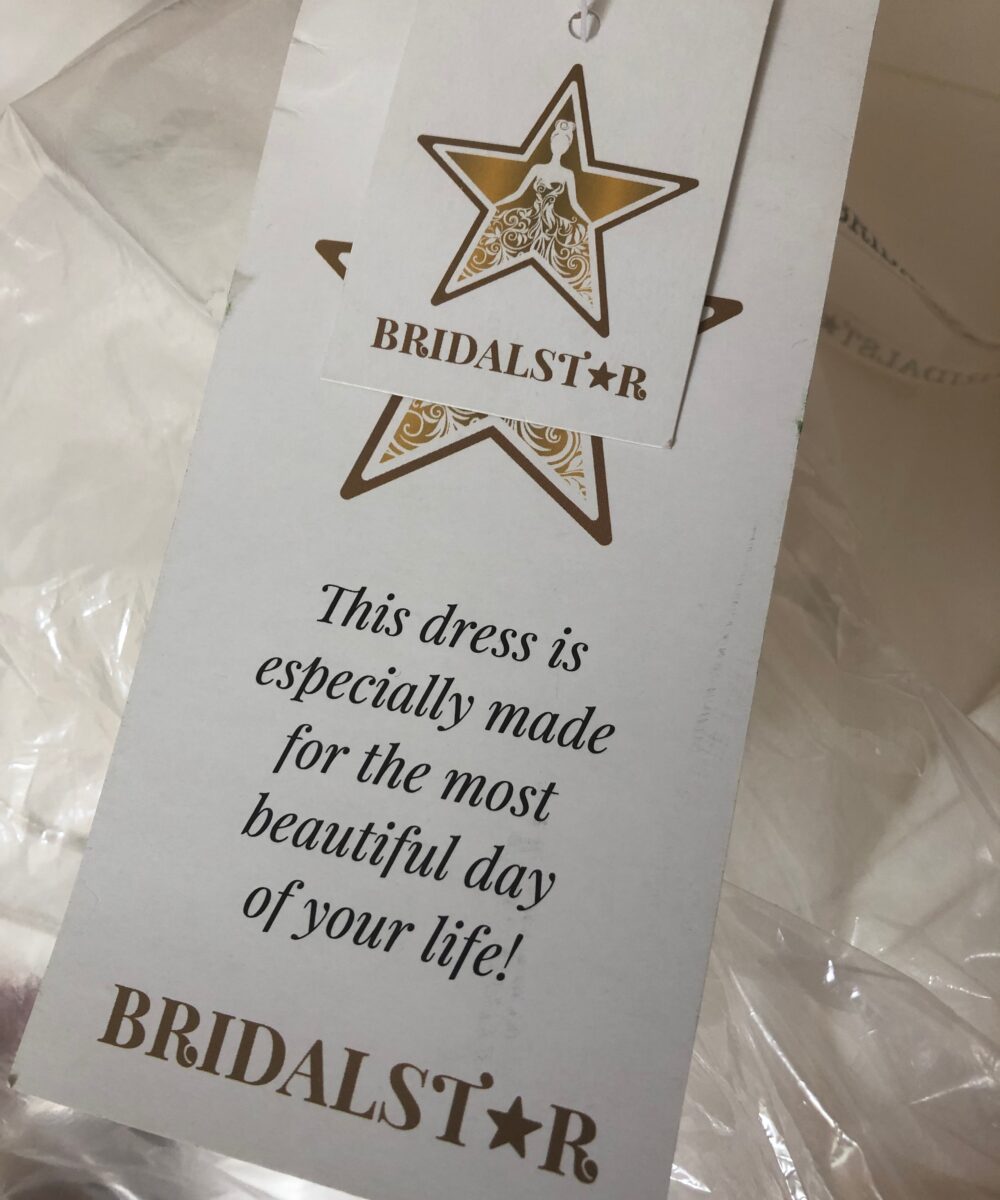 BRIDALST★R
This dress is
especially made
for the most
beautiful day
of your life!
BRIDALST★R